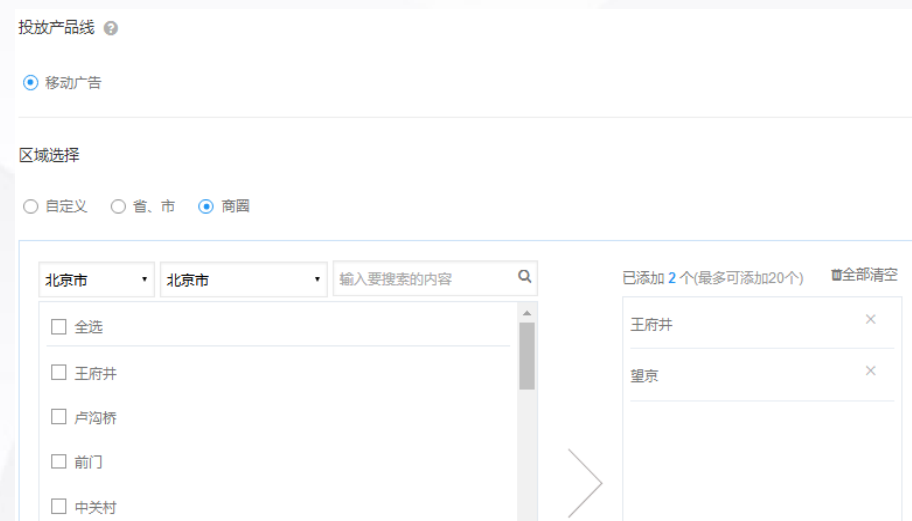 投放产品线
移动广告
区域选择
自定义 省、市 商圈
北京市 北京市 输入要搜索的内容 已添加 2 个(最多可添加20个) 全部清空
全选
王府井
王府井
卢沟桥
望京
前门
中关村